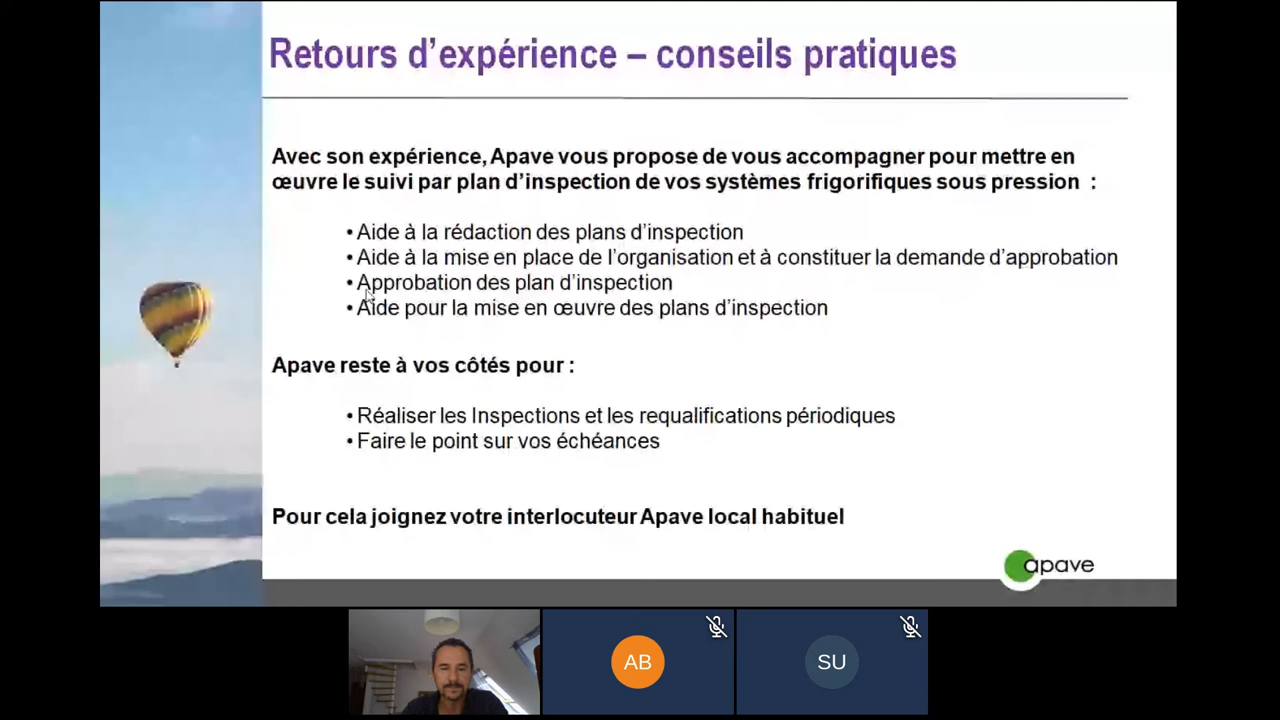 Retours d'expérience – conseils pratiques
Avec son expérience, Apave vous propose de vous accompagner pour mettre en
œuvre le suivi par plan d'inspection de vos systèmes frigorifiques sous pression :
• Aide à la rédaction des plans d'inspection
• Aide à la mise en place de l'organisation et à constituer la demande d'approbation
• Approbation des plan d'inspection
• Aide pour la mise en œuvre des plans d'inspection
Apave reste à vos côtés pour :
• Réaliser les Inspections et les requalifications périodiques
• Faire le point sur vos échéances
Pour cela joignez votre interlocuteur Apave local habituel
apave
AB
SU